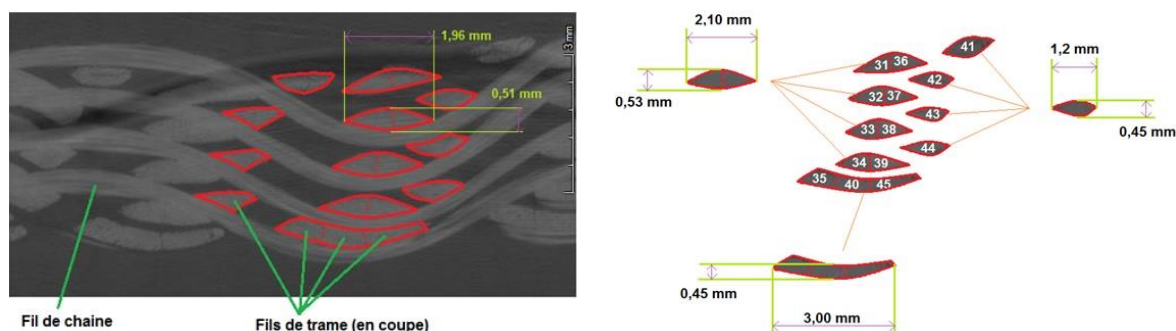 1,96 mm
3 mm
0,51 mm
Fil de chaine
Fils de trame (en coupe)
2,10 mm
0,53 mm
41
31 36
42
1,2 mm
32 37
43
0,45 mm
33 38
44
34 39
35
40 45
0,45 mm
3,00 mm